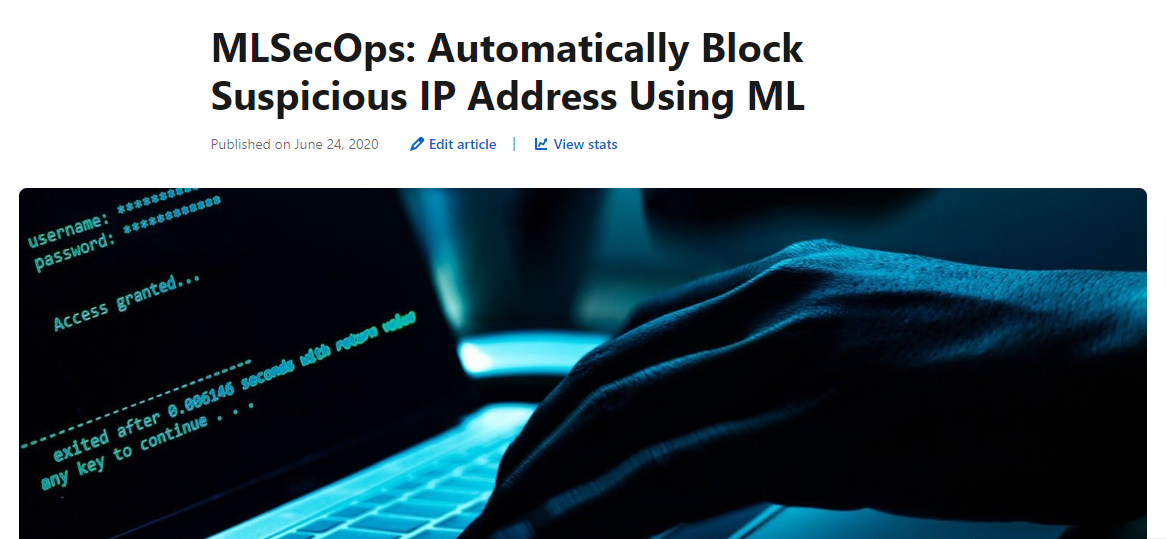 MLSecOps: Automatically Block
Suspicious IP Address Using ML
Published on June 24, 2020 Edit article | View stats
username: **********
password: ************
Access granted...
--------------------------------
exited after 0.006146 seconds with return value
any key to continue . . .